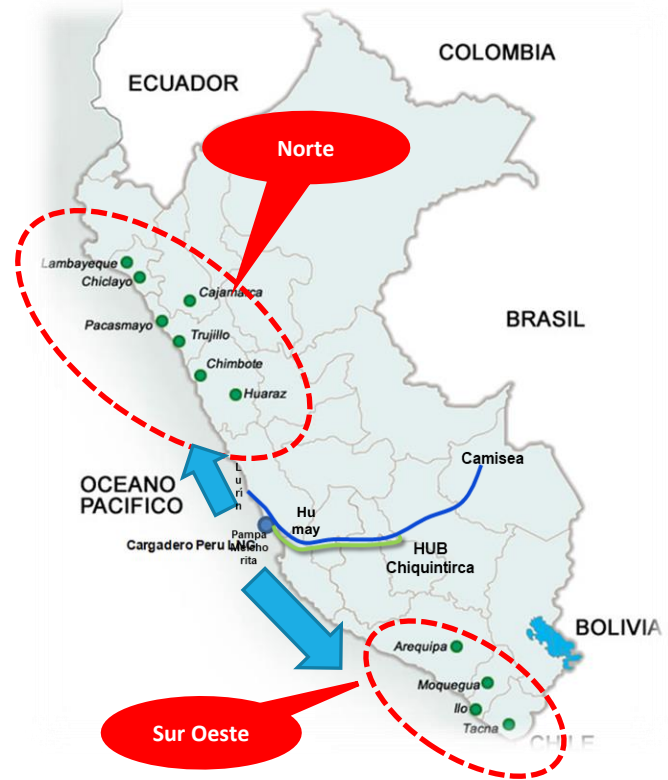 COLOMBIA
ECUADOR
Norte
Lambayeque
Chiclayo
Cajamarca
Pacasmayo
Trujillo
BRASIL
Chimbote
Huaraz
Camisea
OCEANO
PACIFICO
L
u
ri
n
Hu
may
Pampa
Melcho
rita
Cargadero Peru LNG
HUB
Chiquintirca
BOLIVIA
Arequipa
Moquegua
Ilo
Tacna
Sur Oeste
CHILE